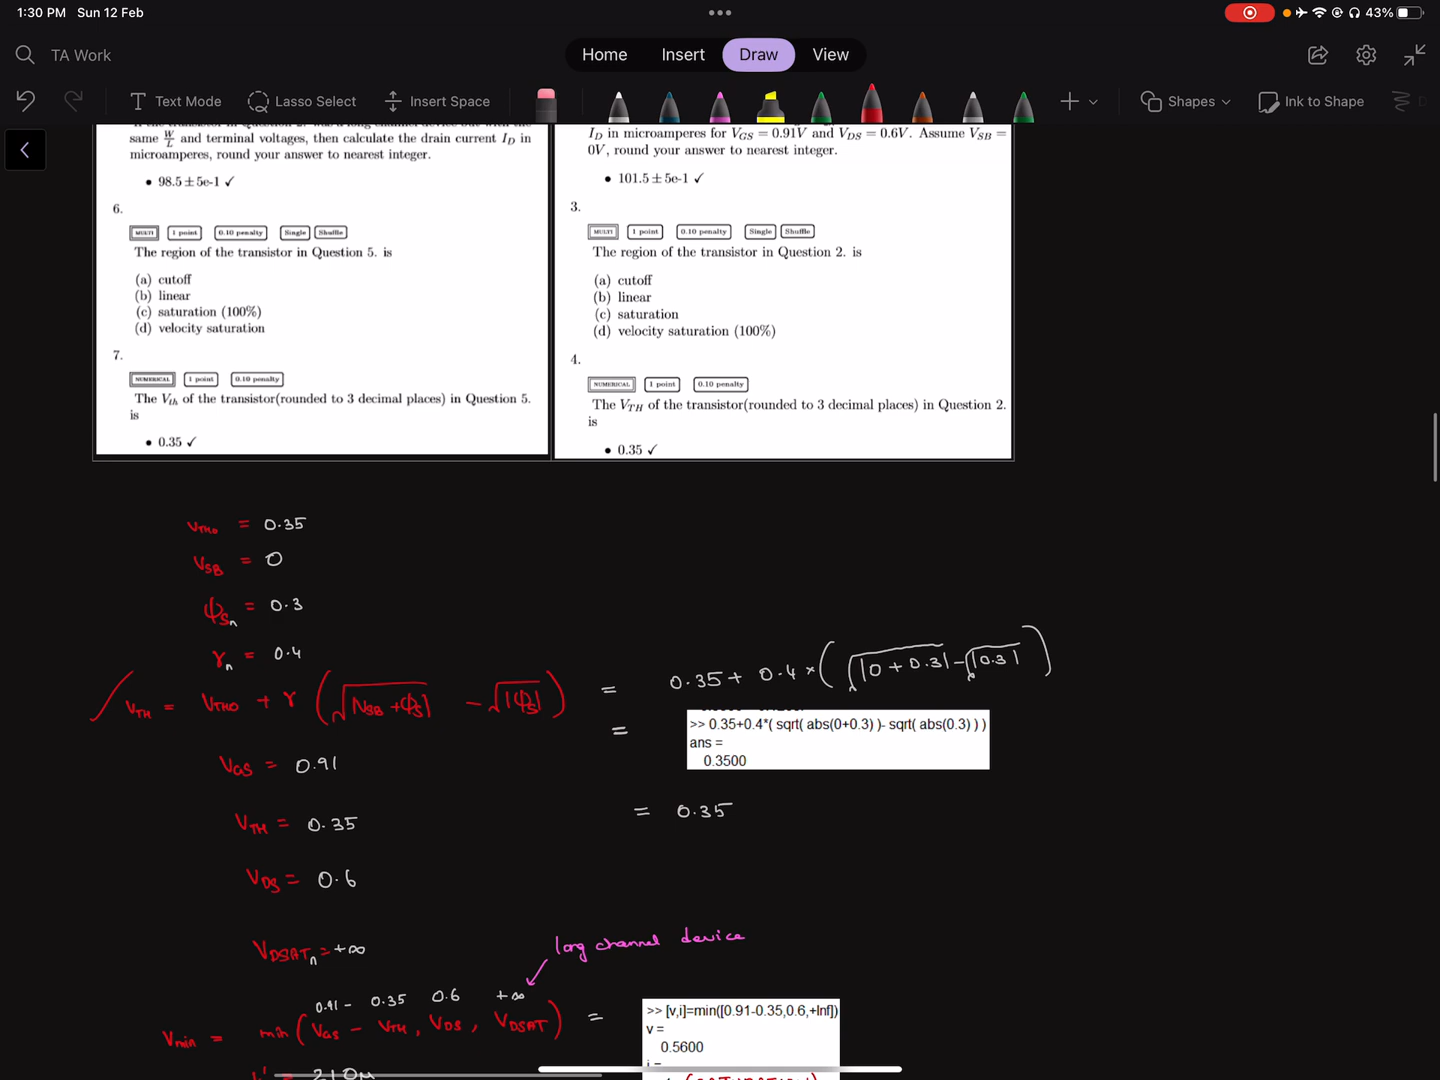 1:30 PM Sun 12 Feb
43%
TA Work
Home Insert Draw View
Text Mode Lasso Select Insert Space Shapes Ink to Shape
same W/L and terminal voltages, then calculate the drain current I_D in
microamperes, round your answer to nearest integer.
• 98.5 ± 5e-1 ✓
6.
MULTI 1 point 0.10 penalty Single Shuffle
The region of the transistor in Question 5. is
(a) cutoff
(b) linear
(c) saturation (100%)
(d) velocity saturation
7.
NUMERICAL 1 point 0.10 penalty
The V_th of the transistor(rounded to 3 decimal places) in Question 5.
is
• 0.35 ✓
I_D in microamperes for V_GS = 0.91V and V_DS = 0.6V. Assume V_SB =
0V, round your answer to nearest integer.
• 101.5 ± 5e-1 ✓
3.
MULTI 1 point 0.10 penalty Single Shuffle
The region of the transistor in Question 2. is
(a) cutoff
(b) linear
(c) saturation
(d) velocity saturation (100%)
4.
NUMERICAL 1 point 0.10 penalty
The V_TH of the transistor(rounded to 3 decimal places) in Question 2.
is
• 0.35 ✓
V_TH0 = 0.35
V_SB = 0
φ_Sn = 0.3
γ_n = 0.4
V_TH = V_TH0 + γ (√|V_SB + φ_S| - √|φ_S|) = 0.35 + 0.4 * (√|0 + 0.3| - √|0.3|)
=
>> 0.35+0.4*( sqrt( abs(0+0.3) )- sqrt( abs(0.3) ) )
ans =
0.3500
V_GS = 0.91
V_TH = 0.35
= 0.35
V_DS = 0.6
V_DSATn = +∞
long channel device
0.91 - 0.35 0.6 +∞
V_min = min (V_GS - V_TH, V_DS, V_DSAT) =
>> [v,i]=min([0.91-0.35,0.6,+Inf])
v =
0.5600
i =